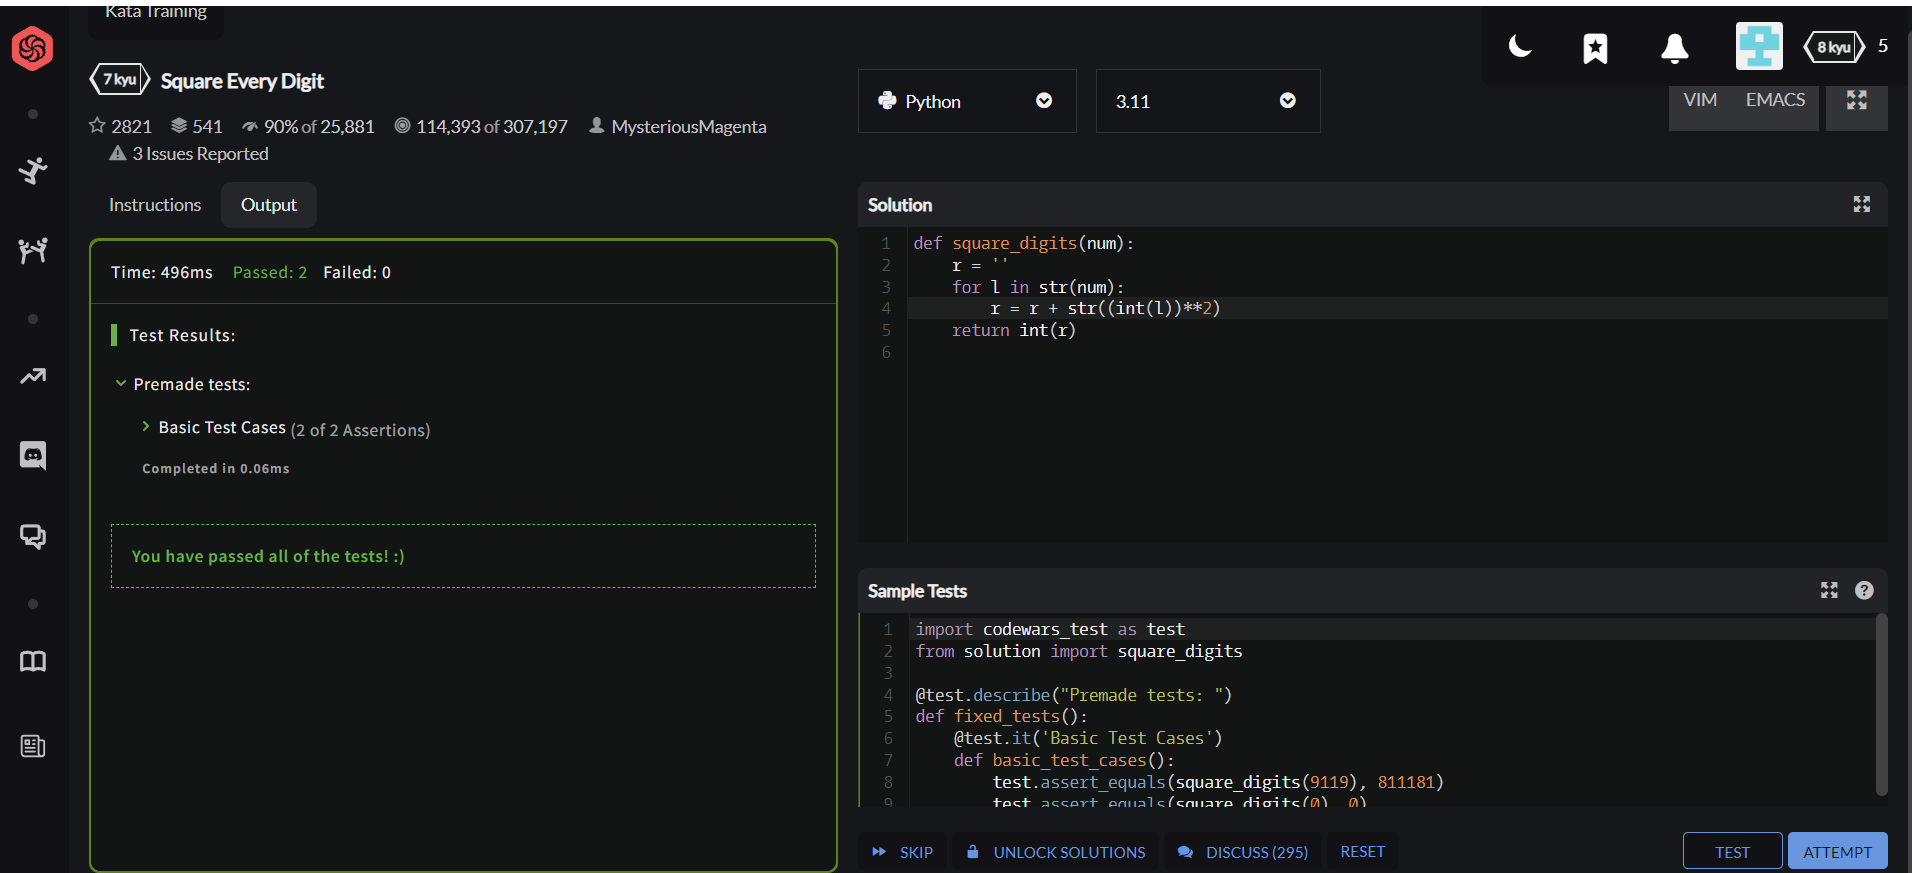 Kata Training
8 kyu 5
7 kyu Square Every Digit
2821 541 90% of 25,881 114,393 of 307,197 MysteriousMagenta
3 Issues Reported
Python 3.11
VIM EMACS
Instructions Output
Time: 496ms Passed: 2 Failed: 0
Test Results:
Premade tests:
Basic Test Cases (2 of 2 Assertions)
Completed in 0.06ms
You have passed all of the tests! :)
Solution
1 def square_digits(num):
2     r = ''
3     for l in str(num):
4         r = r + str((int(l))**2)
5     return int(r)
6
Sample Tests
1 import codewars_test as test
2 from solution import square_digits
3
4 @test.describe("Premade tests: ")
5 def fixed_tests():
6     @test.it('Basic Test Cases')
7     def basic_test_cases():
8         test.assert_equals(square_digits(9119), 811181)
9         test.assert_equals(square_digits(0), 0)
SKIP UNLOCK SOLUTIONS DISCUSS (295) RESET TEST ATTEMPT